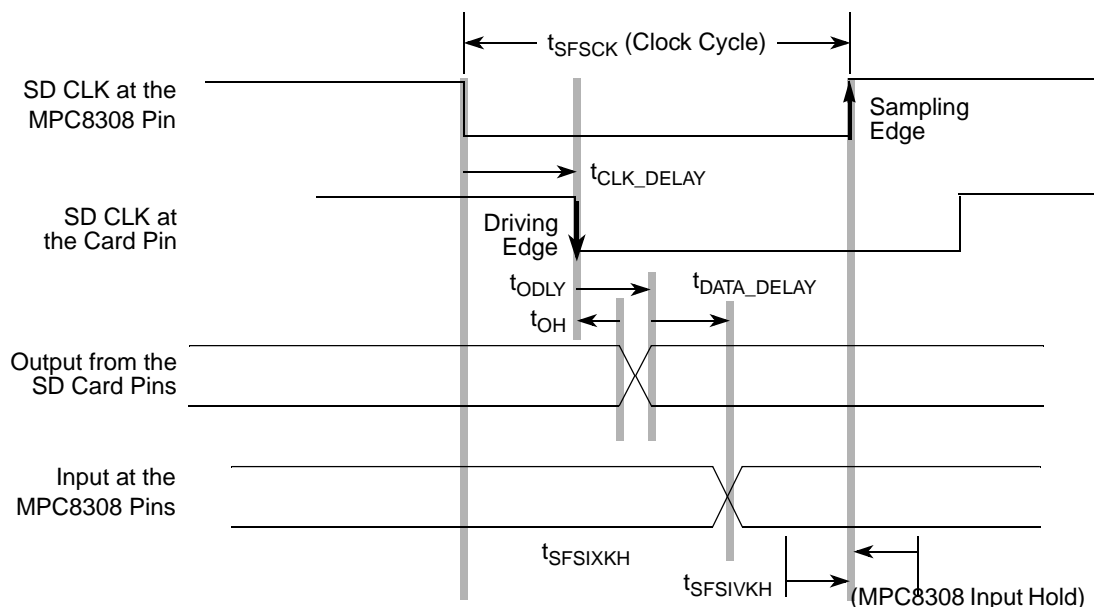 tSFSCK (Clock Cycle)
SD CLK at the
MPC8308 Pin
Sampling
Edge
tCLK_DELAY
SD CLK at
the Card Pin
Driving
Edge
tODLY
tDATA_DELAY
tOH
Output from the
SD Card Pins
Input at the
MPC8308 Pins
tSFSIXKH
tSFSIVKH
(MPC8308 Input Hold)